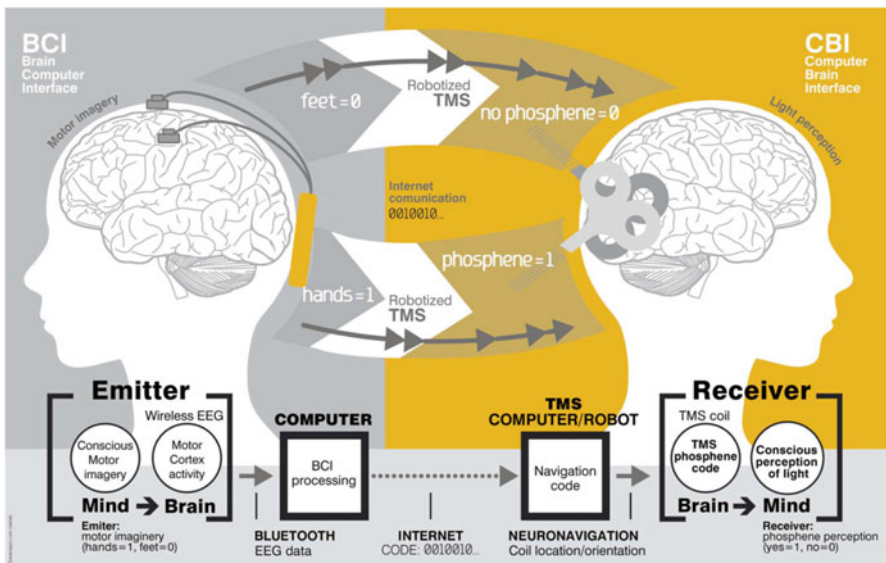 BCI
Brain
Computer
Interface
CBI
Computer
Brain
Interface
Motor imagery
Light perception
feet=0
Robotized
TMS
no phosphene=0
Internet
comunication
0010010...
hands=1
Robotized
TMS
phosphene=1
Emitter
Wireless EEG
Conscious
Motor
imagery
Motor
Cortex
activity
Mind
Brain
Emiter:
motor imaginery
(hands=1, feet=0)
COMPUTER
BCI
processing
BLUETOOTH
EEG data
INTERNET
CODE: 0010010...
TMS
COMPUTER/ROBOT
Navigation
code
NEURONAVIGATION
Coil location/orientation
Receiver
TMS coil
TMS
phosphene
code
Conscious
perception
of light
Brain
Mind
Receiver:
phosphene perception
(yes=1, no=0)